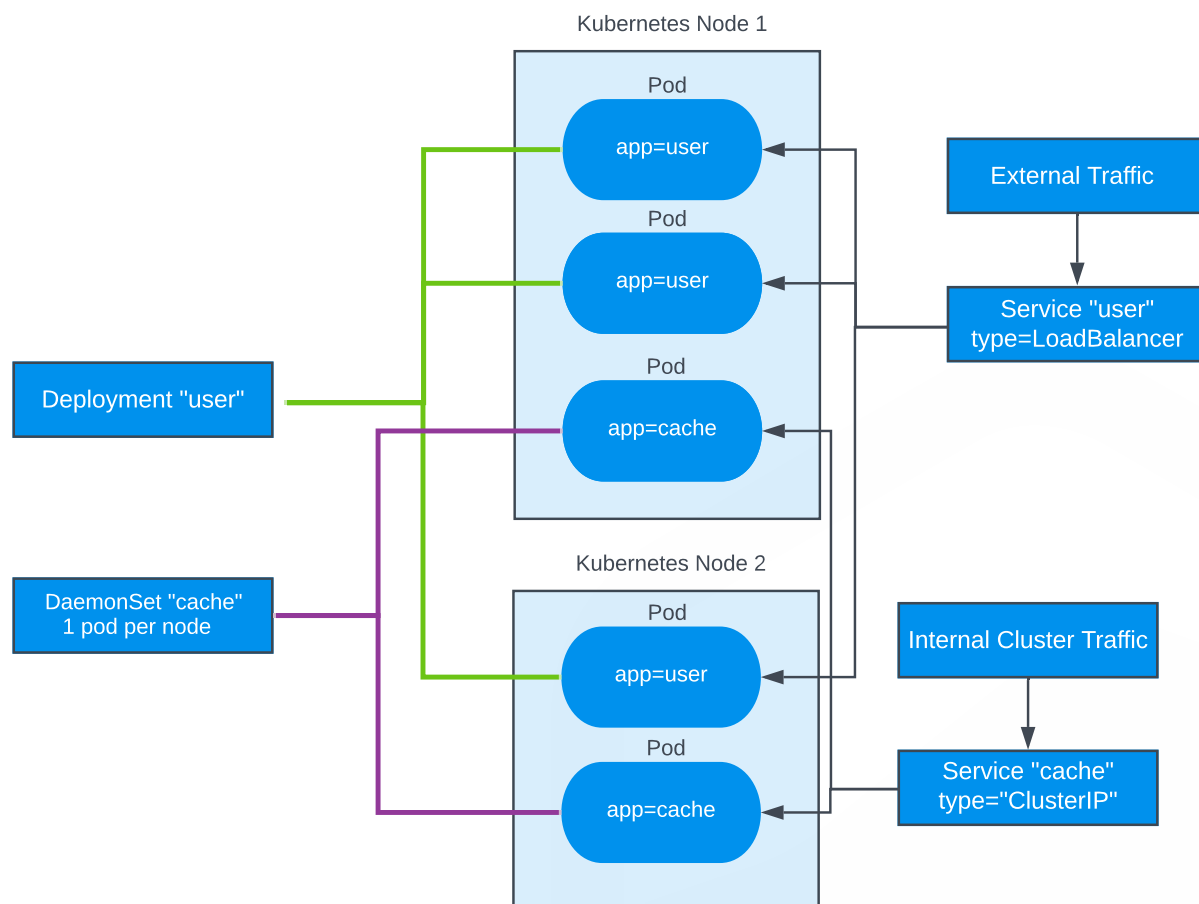 Kubernetes Node 1
Pod
app=user
Pod
app=user
Pod
app=cache
Kubernetes Node 2
Pod
app=user
Pod
app=cache
Deployment "user"
DaemonSet "cache"
1 pod per node
External Traffic
Service "user"
type=LoadBalancer
Internal Cluster Traffic
Service "cache"
type="ClusterIP"